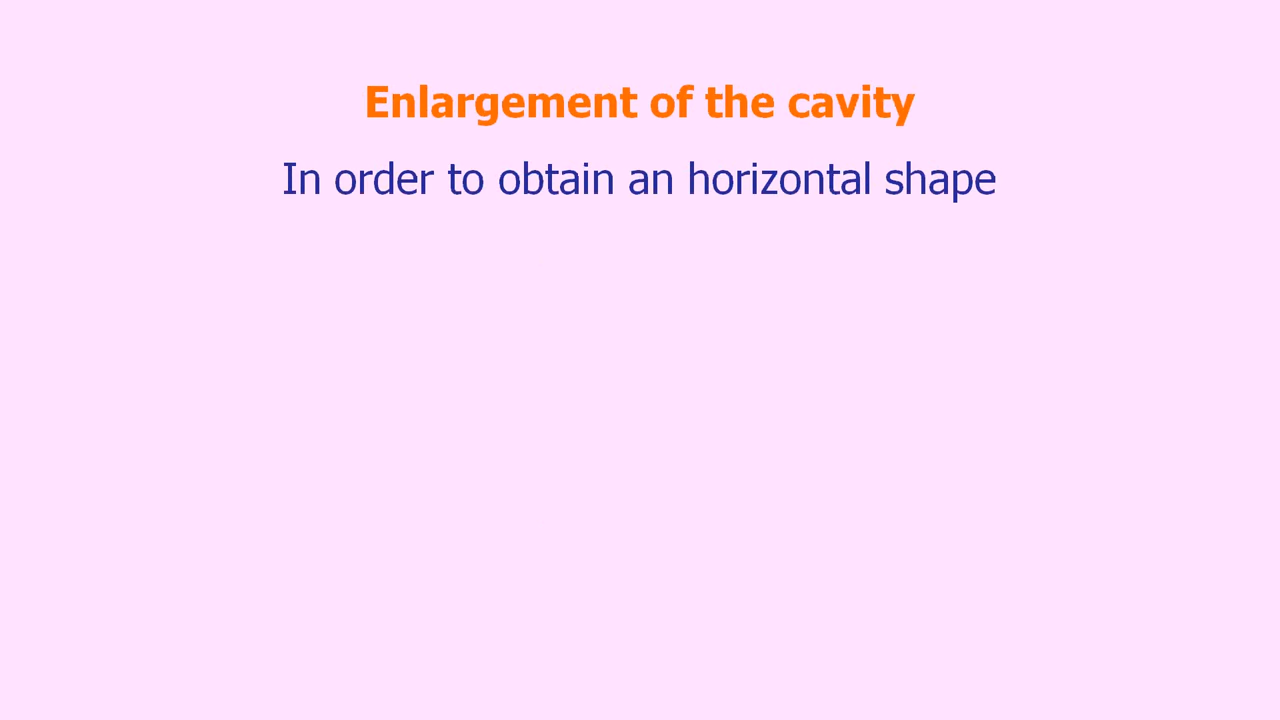 Enlargement of the cavity
In order to obtain an horizontal shape